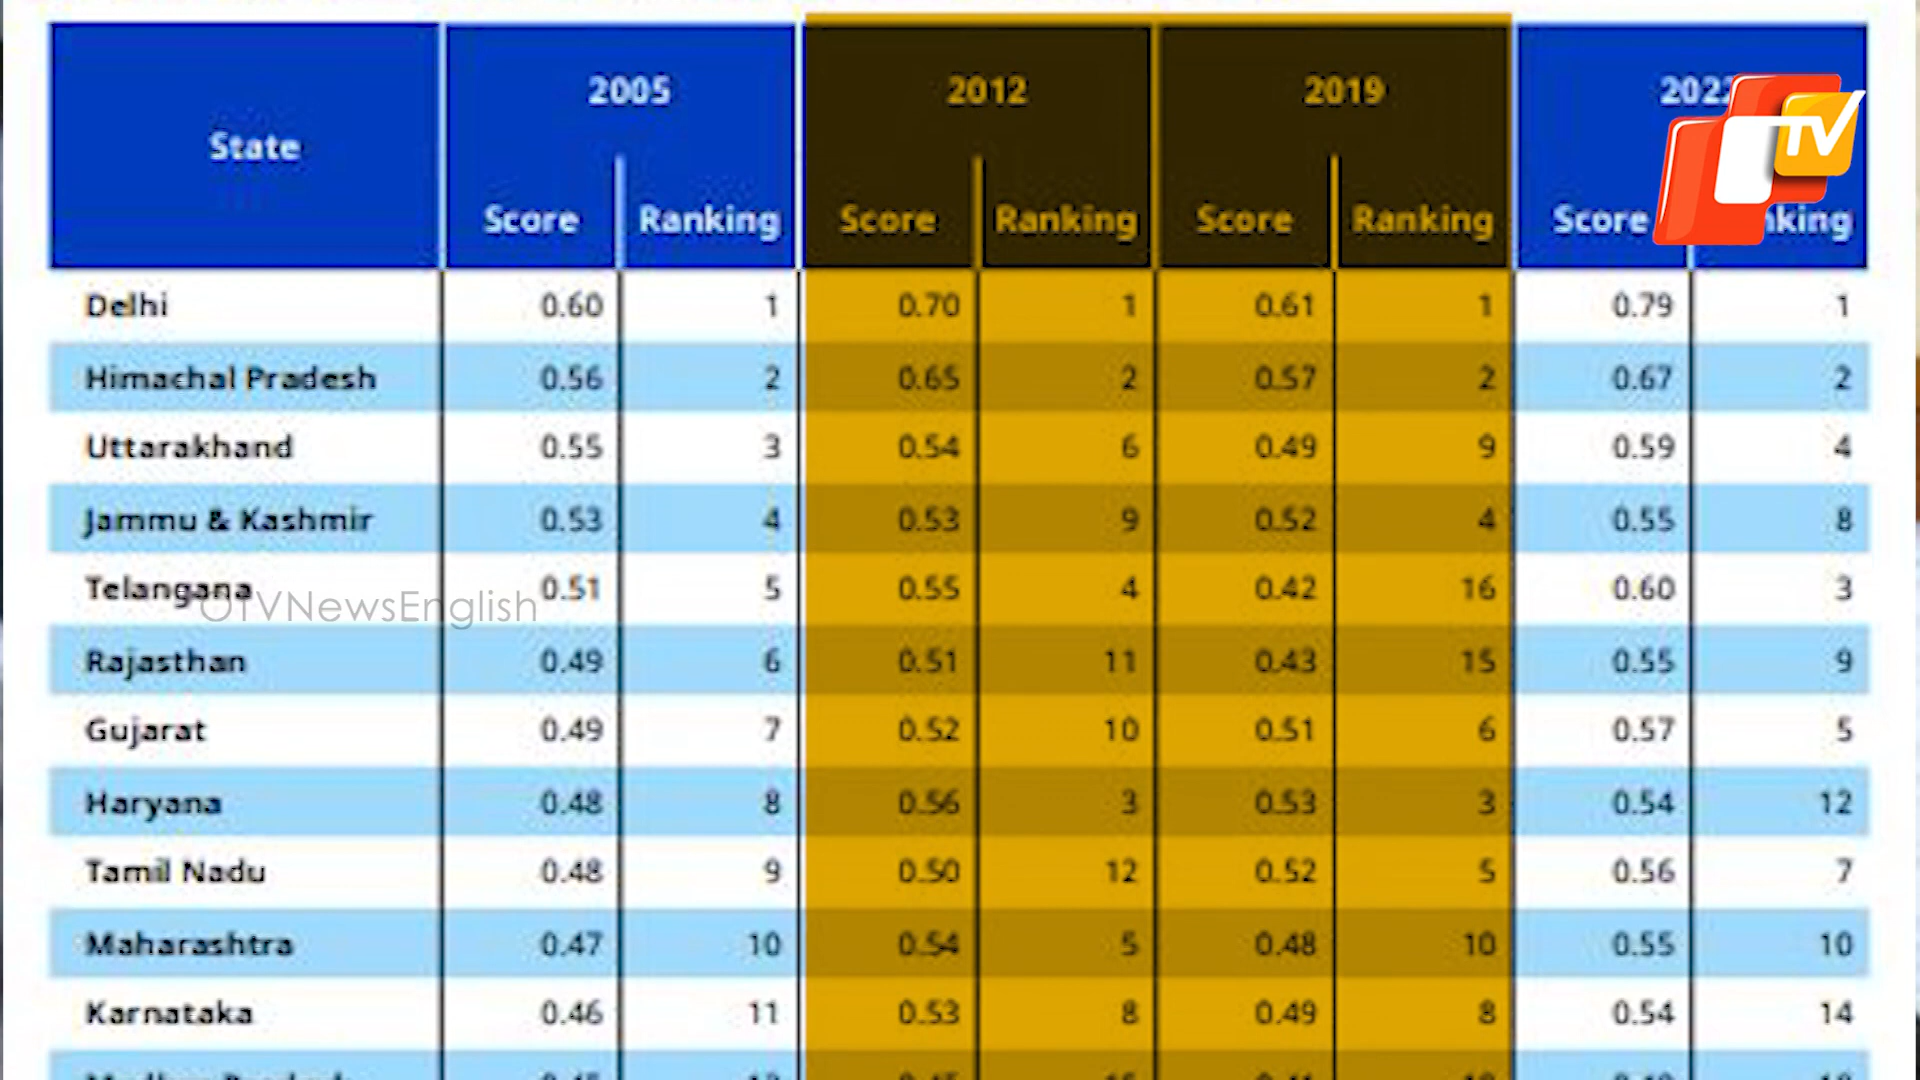 State 2005 2012 2019
Score Ranking Score Ranking Score Ranking Score
TV
Delhi 0.60 1 0.70 1 0.61 1 0.79 1
Himachal Pradesh 0.56 2 0.65 2 0.57 2 0.67 2
Uttarakhand 0.55 3 0.54 6 0.49 9 0.59 4
Jammu & Kashmir 0.53 4 0.53 9 0.52 4 0.55 8
Telangana 0.51 5 0.55 4 0.42 16 0.60 3
OTVNewsEnglish
Rajasthan 0.49 6 0.51 11 0.43 15 0.55 9
Gujarat 0.49 7 0.52 10 0.51 6 0.57 5
Haryana 0.48 8 0.56 3 0.53 3 0.54 12
Tamil Nadu 0.48 9 0.50 12 0.52 5 0.56 7
Maharashtra 0.47 10 0.54 5 0.48 10 0.55 10
Karnataka 0.46 11 0.53 8 0.49 8 0.54 14